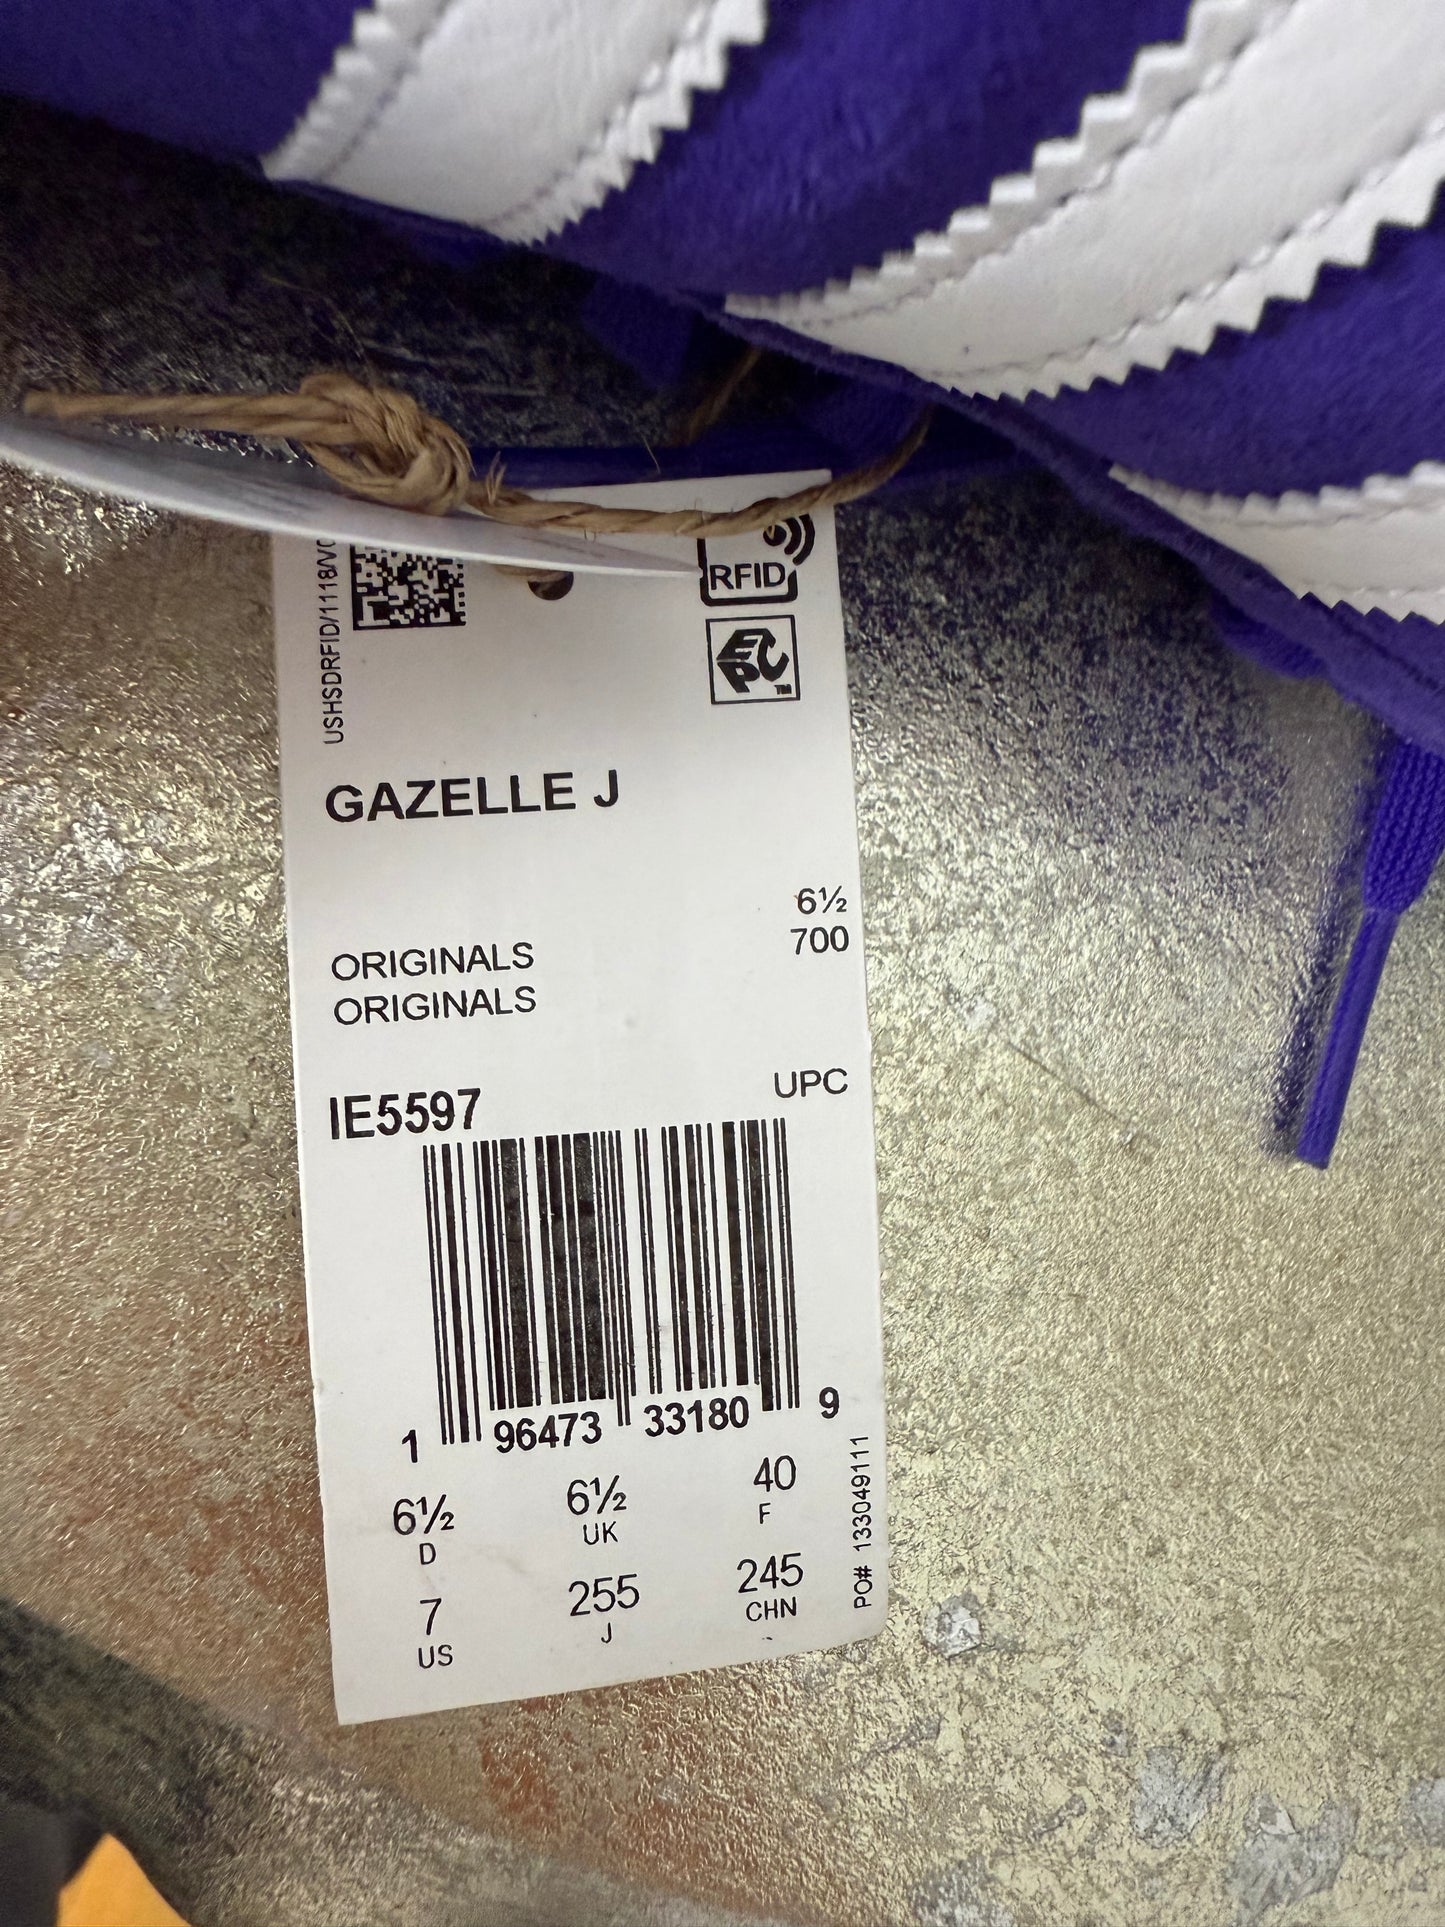 RFID
EPC™
USHSDRFID/1118/V
GAZELLE J
6½
700
ORIGINALS
ORIGINALS
UPC
IE5597
1 96473 33180 9
6½ 6½ 40
D UK F
7 255 245
US J CHN
PO# 133049111